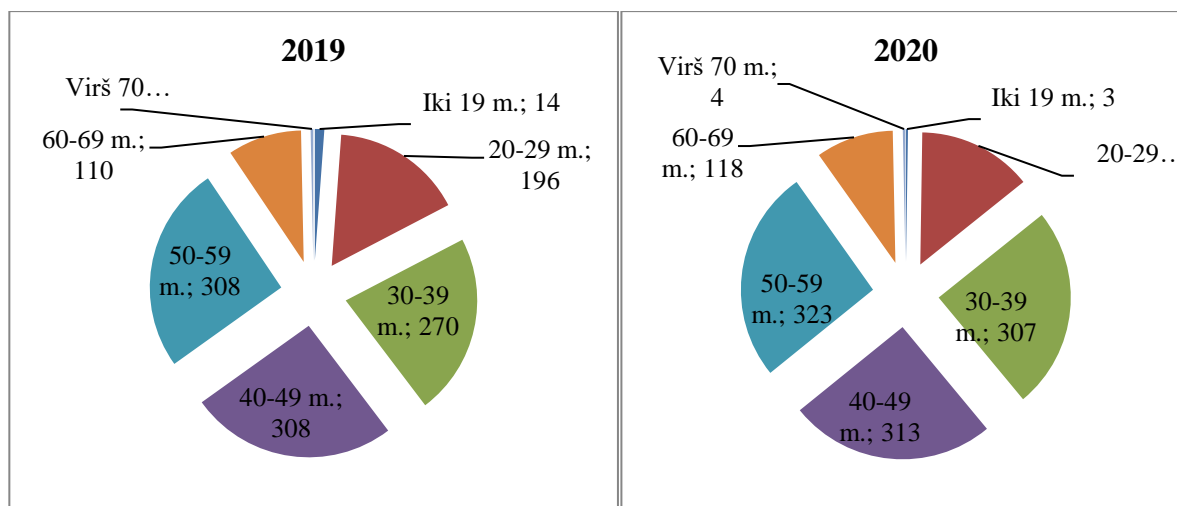 2019
Virš 70…
Iki 19 m.; 14
60-69 m.;
110
20-29 m.;
196
50-59
m.; 308
30-39
m.; 270
40-49 m.;
308
2020
Virš 70 m.;
4
Iki 19 m.; 3
60-69
m.; 118
20-29…
50-59
m.; 323
30-39
m.; 307
40-49
m.; 313